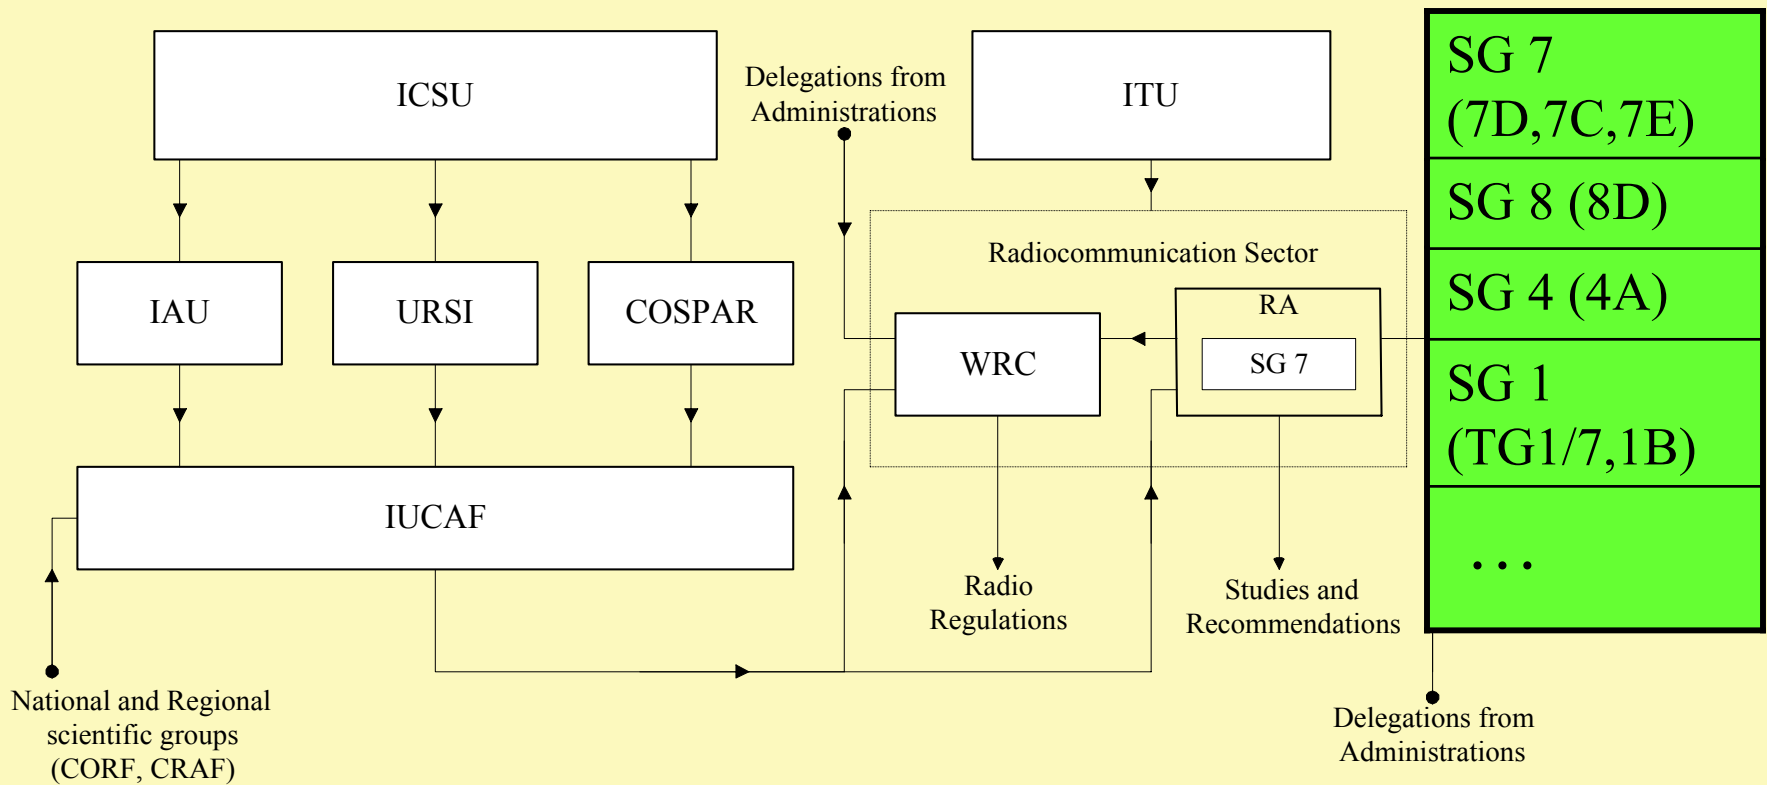 ICSU
Delegations from
Administrations
ITU
SG 7
(7D,7C,7E)
SG 8 (8D)
SG 4 (4A)
SG 1
(TG1/7,1B)
...
Radiocommunication Sector
IAU
URSI
COSPAR
WRC
RA
SG 7
IUCAF
Radio
Regulations
Studies and
Recommendations
National and Regional
scientific groups
(CORF, CRAF)
Delegations from
Administrations